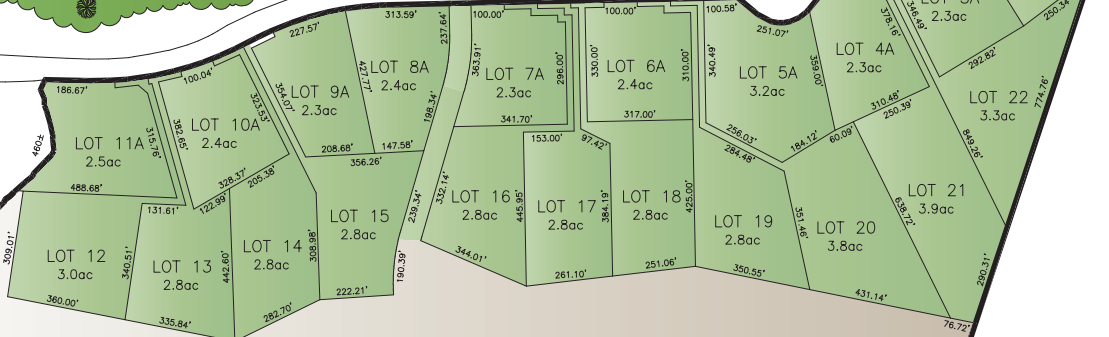 313.59'
100.00'
100.00'
100.58'
227.57'
237.64'
251.07'
378.16'
346.49'
2.3ac
250.34'
100.04'
186.67'
354.07'
427.77'
LOT 8A
2.4ac
363.91'
LOT 7A
2.3ac
296.00'
330.00'
LOT 6A
2.4ac
310.00'
340.49'
LOT 5A
3.2ac
359.00'
LOT 4A
2.3ac
292.82'
774.76'
LOT 9A
2.3ac
323.53'
198.34'
341.70'
317.00'
310.48'
250.39'
LOT 22
3.3ac
460±
LOT 11A
2.5ac
315.76'
382.65'
LOT 10A
2.4ac
208.68'
147.58'
356.26'
153.00'
97.42'
256.03'
284.48'
184.12'
60.09'
849.26'
488.68'
131.61'
122.99'
328.37'
205.38'
239.34'
332.14'
LOT 16
2.8ac
445.95'
LOT 17
2.8ac
384.19'
LOT 18
2.8ac
425.00'
LOT 19
2.8ac
351.46'
LOT 20
3.8ac
638.72'
LOT 21
3.9ac
LOT 15
2.8ac
309.01'
LOT 12
3.0ac
340.51'
LOT 13
2.8ac
442.60'
LOT 14
2.8ac
308.98'
190.39'
344.01'
261.10'
251.06'
350.55'
431.14'
290.31'
360.00'
335.84'
282.70'
222.21'
76.72'